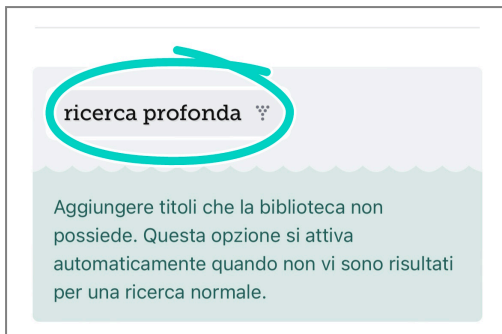 ricerca profonda
Aggiungere titoli che la biblioteca non
possiede. Questa opzione si attiva
automaticamente quando non vi sono risultati
per una ricerca normale.